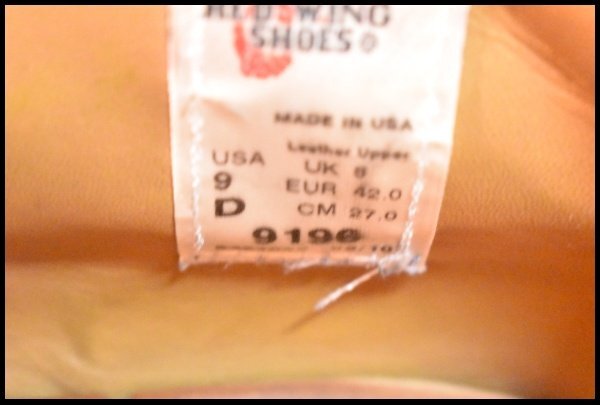 RED WING
SHOES®
MADE IN USA
Leather Upper
USA
9
D
UK 8
EUR 42.0
CM 27.0
9196